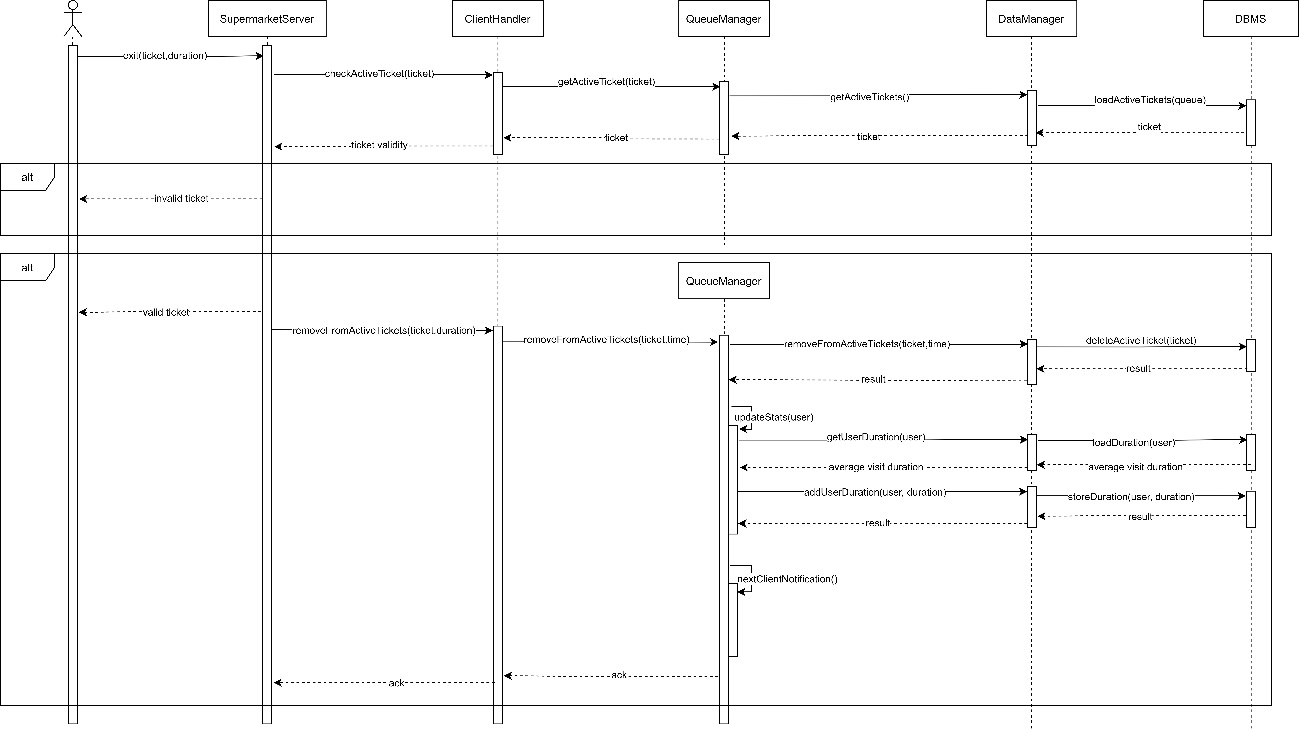 SupermarketServer
ClientHandler
QueueManager
DataManager
DBMS
exit(ticket,duration)
checkActiveTicket(ticket)
getActiveTicket(ticket)
getActiveTickets()
loadActiveTickets(queue)
ticket
ticket
ticket
ticket validity
alt
invalid ticket
alt
QueueManager
valid ticket
removeFromActiveTickets(ticket,duration)
removeFromActiveTickets(ticket,time)
removeFromActiveTickets(ticket,time)
deleteActiveTicket(ticket)
result
result
updateStats(user)
getUserDuration(user)
loadDuration(user)
average visit duration
average visit duration
addUserDuration(user, duration)
storeDuration(user, duration)
result
result
nextClientNotification()
ack
ack